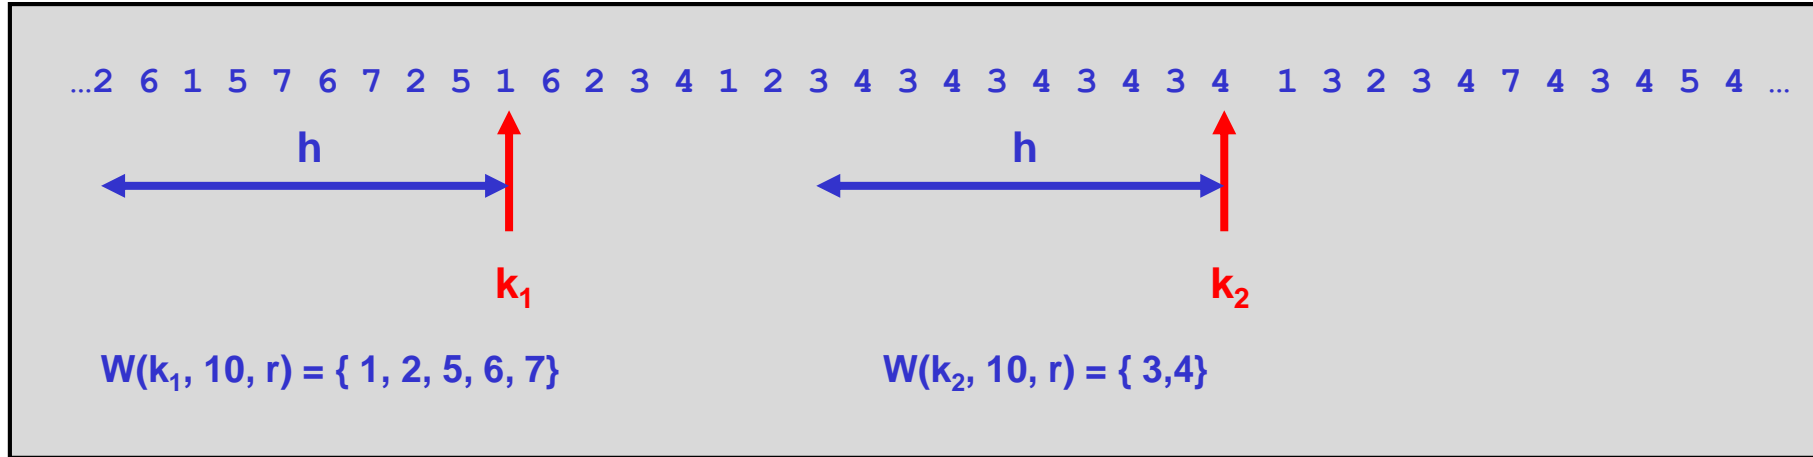 ...2 6 1 5 7 6 7 2 5 1 6 2 3 4 1 2 3 4 3 4 3 4 3 4 3 4 1 3 2 3 4 7 4 3 4 5 4 ...
h h
k₁ k₂
W(k₁, 10, r) = { 1, 2, 5, 6, 7} W(k₂, 10, r) = { 3,4}